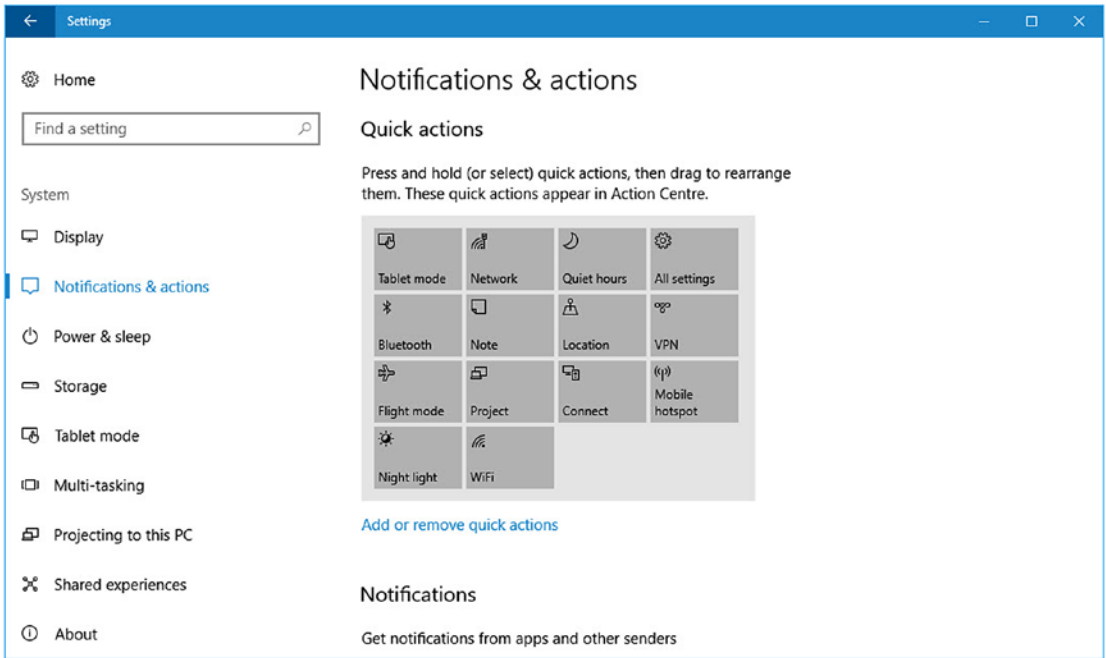 Settings
Home
Find a setting
System
Display
Notifications & actions
Power & sleep
Storage
Tablet mode
Multi-tasking
Projecting to this PC
Shared experiences
About
Notifications & actions
Quick actions
Press and hold (or select) quick actions, then drag to rearrange
them. These quick actions appear in Action Centre.
Tablet mode
Network
Quiet hours
All settings
Bluetooth
Note
Location
VPN
Flight mode
Project
Connect
Mobile
hotspot
Night light
WiFi
Add or remove quick actions
Notifications
Get notifications from apps and other senders